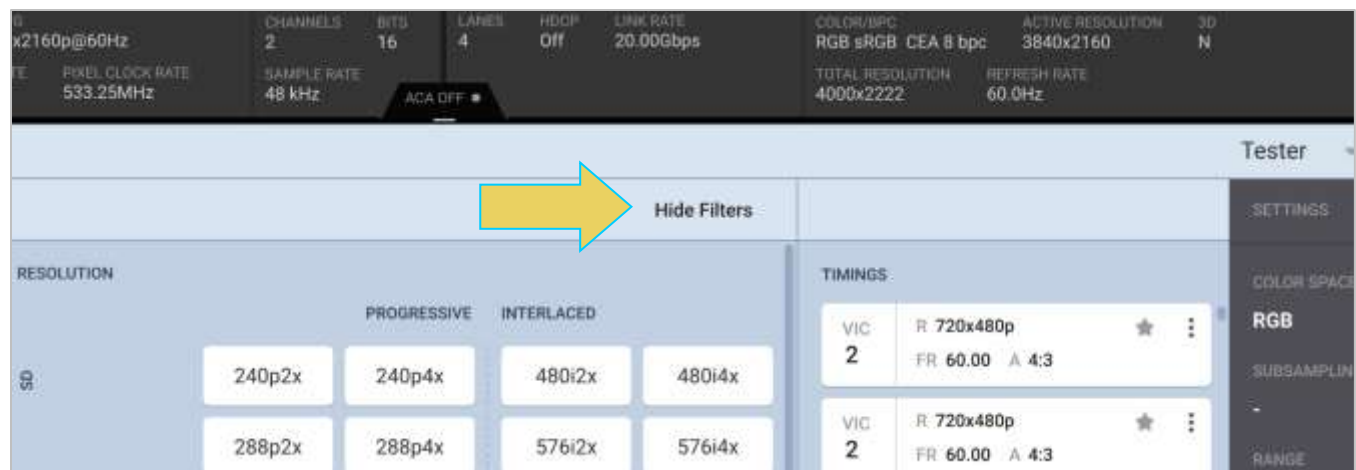 G CHANNELS BITS LANES HDCP LINK RATE COLOR/BPC ACTIVE RESOLUTION 3D
x2160p@60Hz 2 16 4 Off 20.00Gbps RGB sRGB CEA 8 bpc 3840x2160 N
TE PIXEL CLOCK RATE SAMPLE RATE TOTAL RESOLUTION REFRESH RATE
533.25MHz 48 kHz ACA OFF 4000x2222 60.0Hz
Tester
Hide Filters SETTINGS
RESOLUTION TIMINGS COLOR SPACE
PROGRESSIVE INTERLACED RGB
VIC R 720x480p
2 FR 60.00 A 4:3
SD 240p2x 240p4x 480i2x 480i4x SUBSAMPLIN
-
VIC R 720x480p
2 FR 60.00 A 4:3
288p2x 288p4x 576i2x 576i4x RANGE